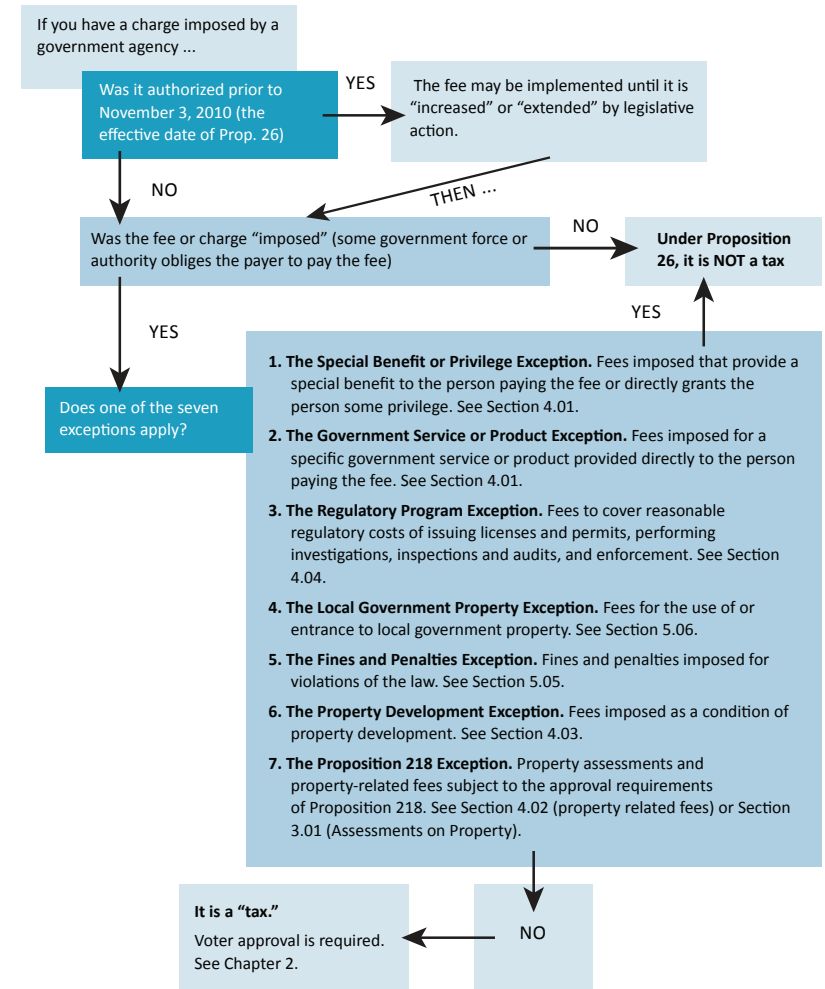 If you have a charge imposed by a
government agency ...
Was it authorized prior to
November 3, 2010 (the
effective date of Prop. 26)
YES
The fee may be implemented until it is
“increased” or “extended” by legislative
action.
NO
THEN ...
Was the fee or charge “imposed” (some government force or
authority obliges the payer to pay the fee)
NO
Under Proposition
26, it is NOT a tax
YES
YES
Does one of the seven
exceptions apply?
1. The Special Benefit or Privilege Exception. Fees imposed that provide a
special benefit to the person paying the fee or directly grants the
person some privilege. See Section 4.01.
2. The Government Service or Product Exception. Fees imposed for a
specific government service or product provided directly to the person
paying the fee. See Section 4.01.
3. The Regulatory Program Exception. Fees to cover reasonable
regulatory costs of issuing licenses and permits, performing
investigations, inspections and audits, and enforcement. See Section
4.04.
4. The Local Government Property Exception. Fees for the use of or
entrance to local government property. See Section 5.06.
5. The Fines and Penalties Exception. Fines and penalties imposed for
violations of the law. See Section 5.05.
6. The Property Development Exception. Fees imposed as a condition of
property development. See Section 4.03.
7. The Proposition 218 Exception. Property assessments and
property-related fees subject to the approval requirements
of Proposition 218. See Section 4.02 (property related fees) or Section
3.01 (Assessments on Property).
NO
It is a “tax.”
Voter approval is required.
See Chapter 2.